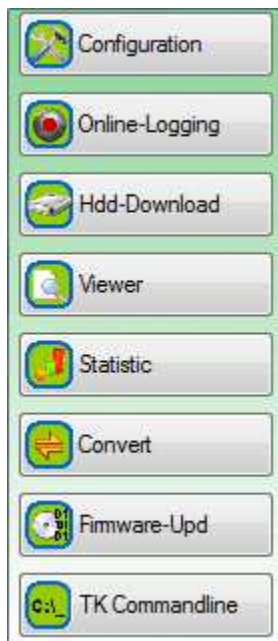 Configuration
Online-Logging
Hdd-Download
Viewer
Statistic
Convert
Firmware-Upd
C:\_ TK Commandline